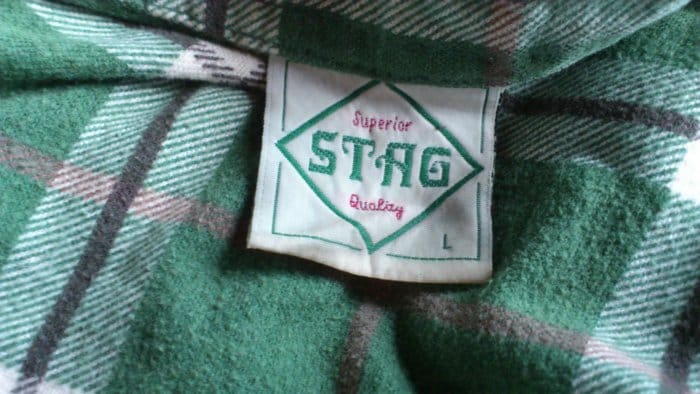 Superior
STAG
Quality
L